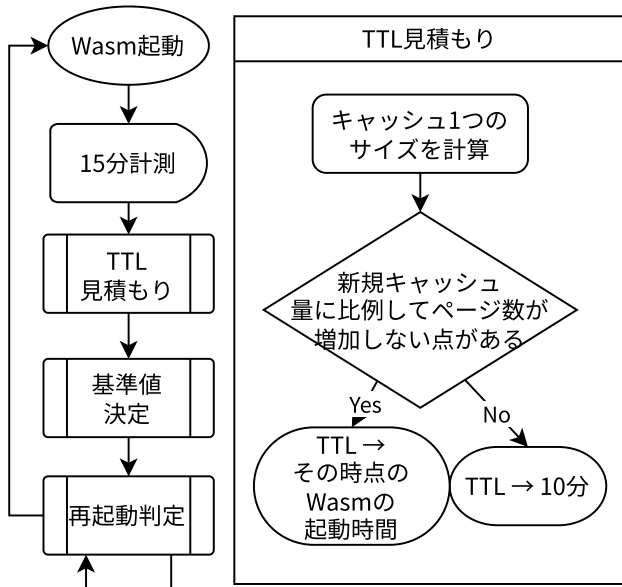 Wasm起動
15分計測
TTL
見積もり
基準値
決定
再起動判定
TTL見積もり
キャッシュ1つの
サイズを計算
新規キャッシュ
量に比例してページ数が
増加しない点がある
Yes
No
TTL →
その時点の
Wasmの
起動時間
TTL → 10分